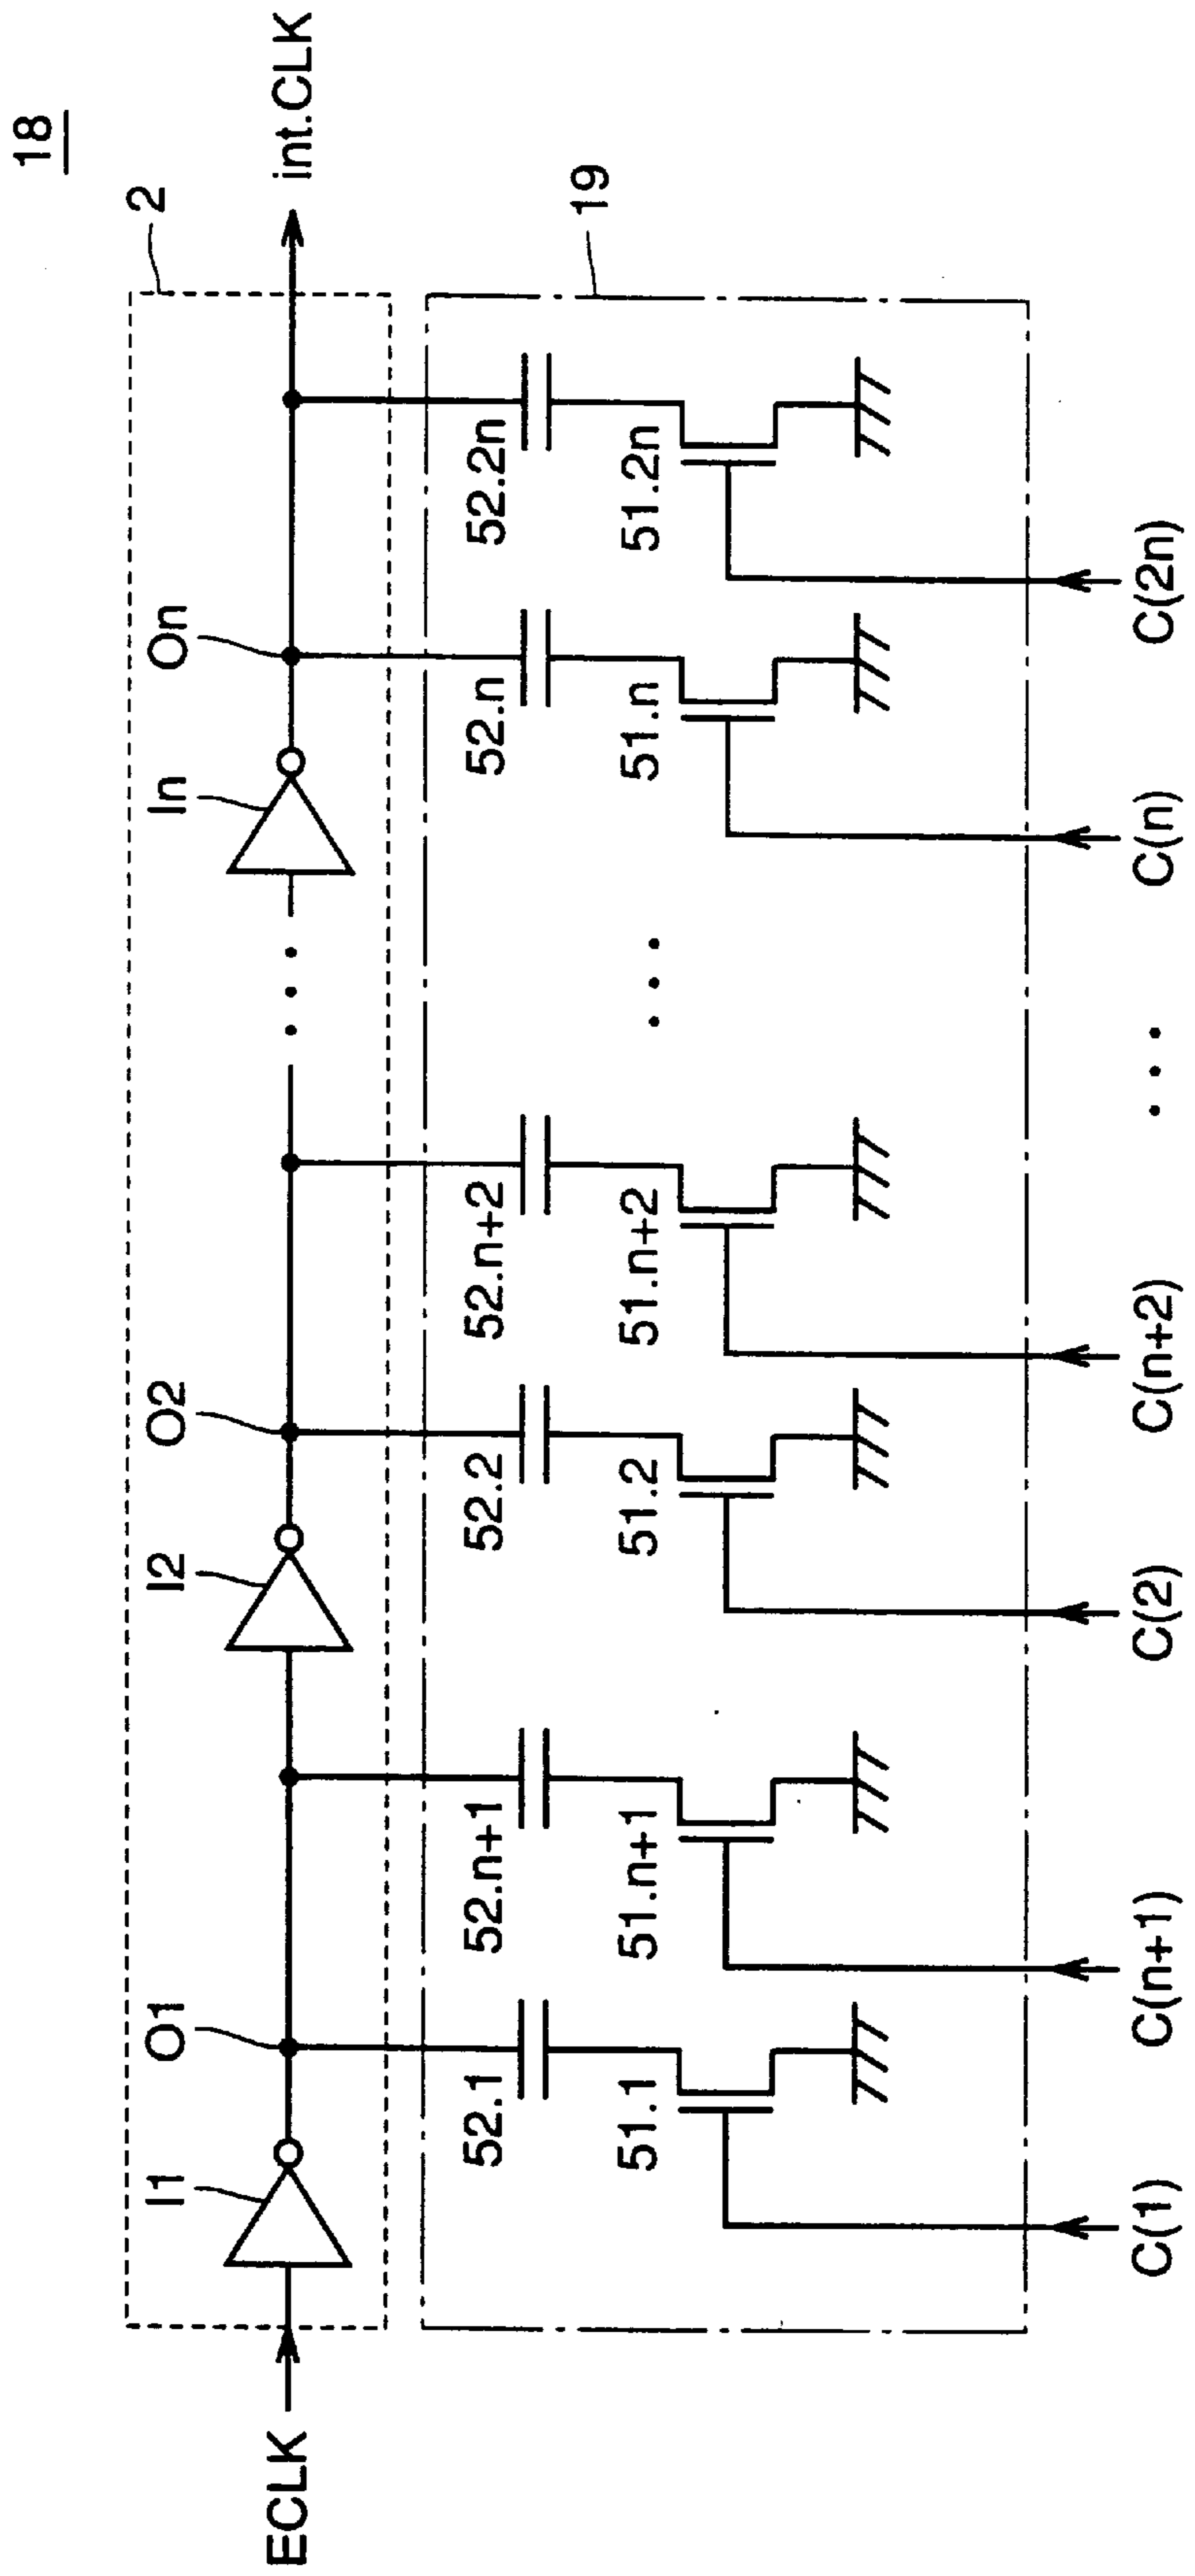 18
2
I1
O1
I2
O2
In
On
ECLK
int.CLK
19
52.1
52.n+1
52.2
52.n+2
52.n
52.2n
51.1
51.n+1
51.2
51.n+2
51.n
51.2n
C(1)
C(n+1)
C(2)
C(n+2)
C(n)
C(2n)